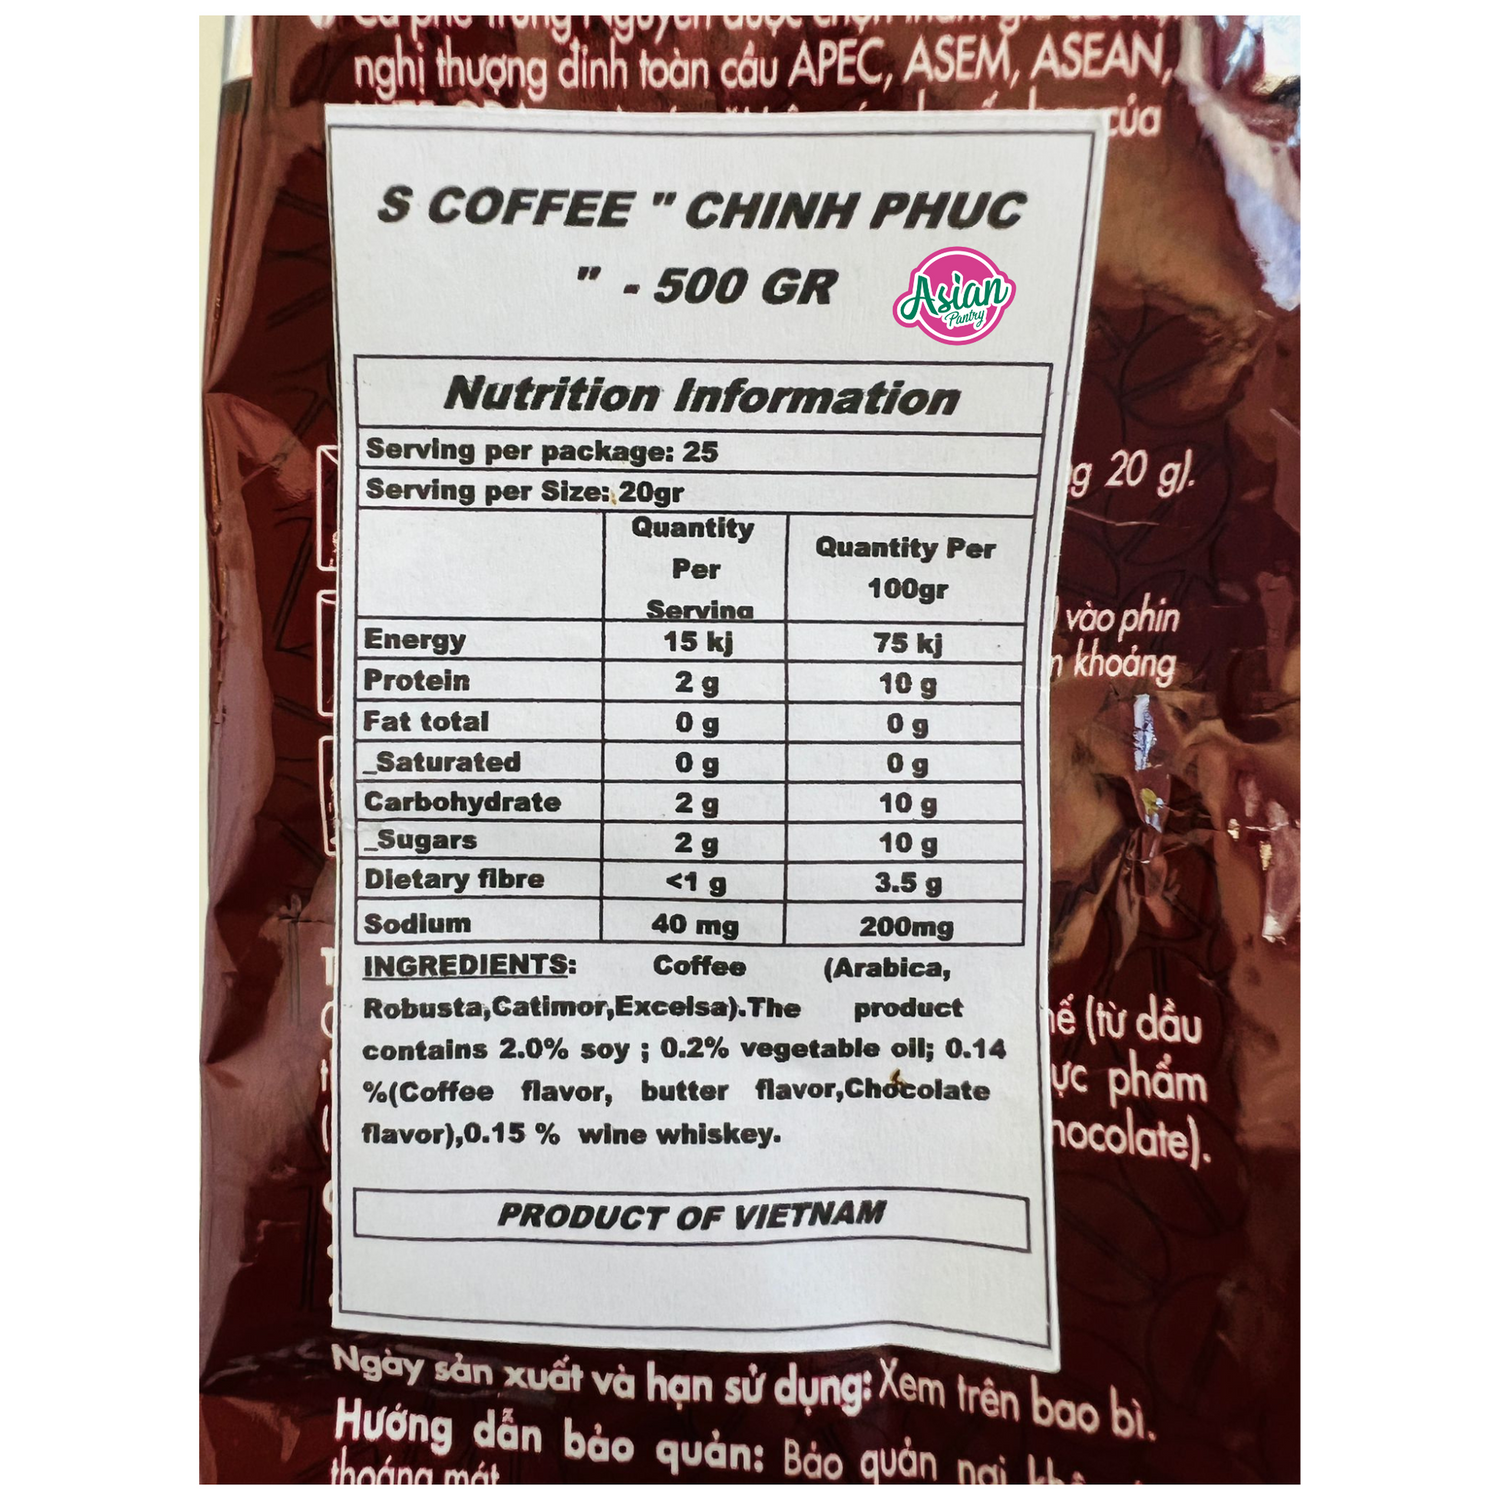 nghị thượng đỉnh toàn cầu APEC, ASEM, ASEAN,
của
S COFFEE " CHINH PHUC
" - 500 GR
Asian
Pantry
Nutrition Information
Serving per package: 25
Serving per Size: 20gr
g 20 g).
Quantity Per Serving Quantity Per 100gr
Energy 15 kj 75 kj
vào phin
khoảng
Protein 2 g 10 g
Fat total 0 g 0 g
_Saturated 0 g 0 g
Carbohydrate 2 g 10 g
_Sugars 2 g 10 g
Dietary fibre <1 g 3.5 g
Sodium 40 mg 200mg
INGREDIENTS: Coffee (Arabica,
Robusta,Catimor,Excelsa).The product
(từ dầu
contains 2.0% soy ; 0.2% vegetable oil; 0.14
phẩm
%(Coffee flavor, butter flavor,Chocolate
flavor),0.15 % wine whiskey.
hocolate).
PRODUCT OF VIETNAM
Ngày sản xuất và hạn sử dụng: Xem trên bao bì.
Hướng dẫn bảo quản: Bảo quản nơi
thoáng mát